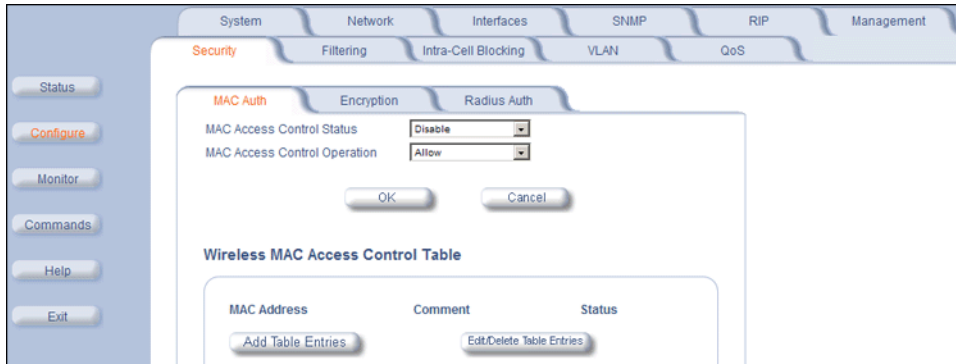 System Network Interfaces SNMP RIP Management
Security Filtering Intra-Cell Blocking VLAN QoS
Status
Configure
Monitor
Commands
Help
Exit
MAC Auth Encryption Radius Auth
MAC Access Control Status Disable
MAC Access Control Operation Allow
OK Cancel
Wireless MAC Access Control Table
MAC Address Comment Status
Add Table Entries Edit/Delete Table Entries